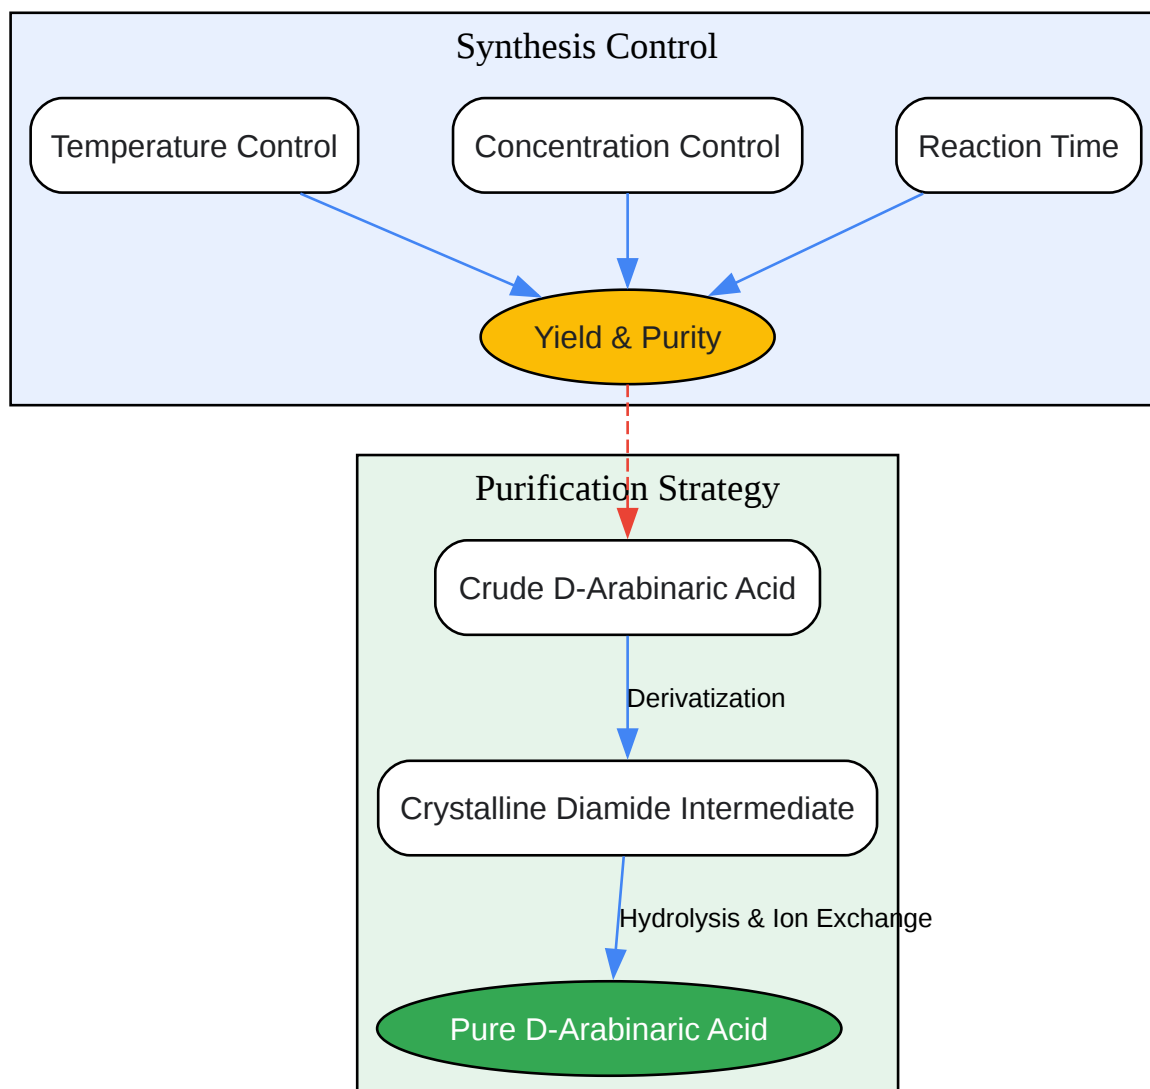 Synthesis Control
Temperature Control
Concentration Control
Reaction Time
Yield & Purity
Purification Strategy
Crude D-Arabinaric Acid
Derivatization
Crystalline Diamide Intermediate
Hydrolysis & Ion Exchange
Pure D-Arabinaric Acid